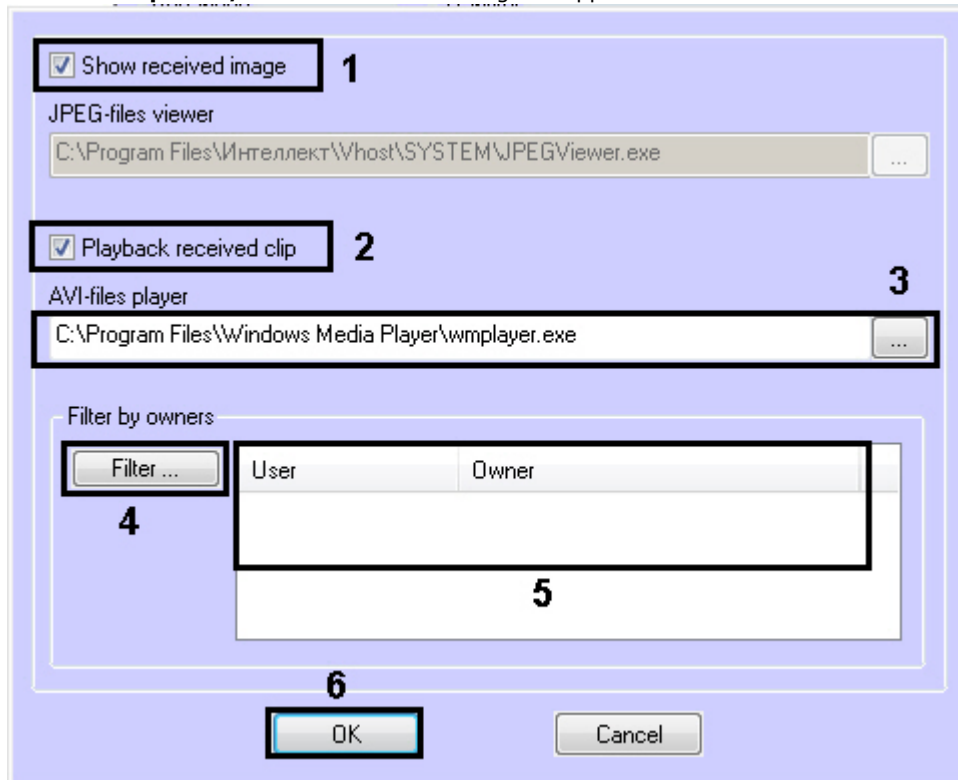 Show received image
1
JPEG-files viewer
C:\Program Files\Интеллект\Vhost\SYSTEM\JPEGViewer.exe
...
Playback received clip
2
3
AVI-files player
C:\Program Files\Windows Media Player\wmplayer.exe
...
Filter by owners
Filter ...
User Owner
4
5
6
OK Cancel